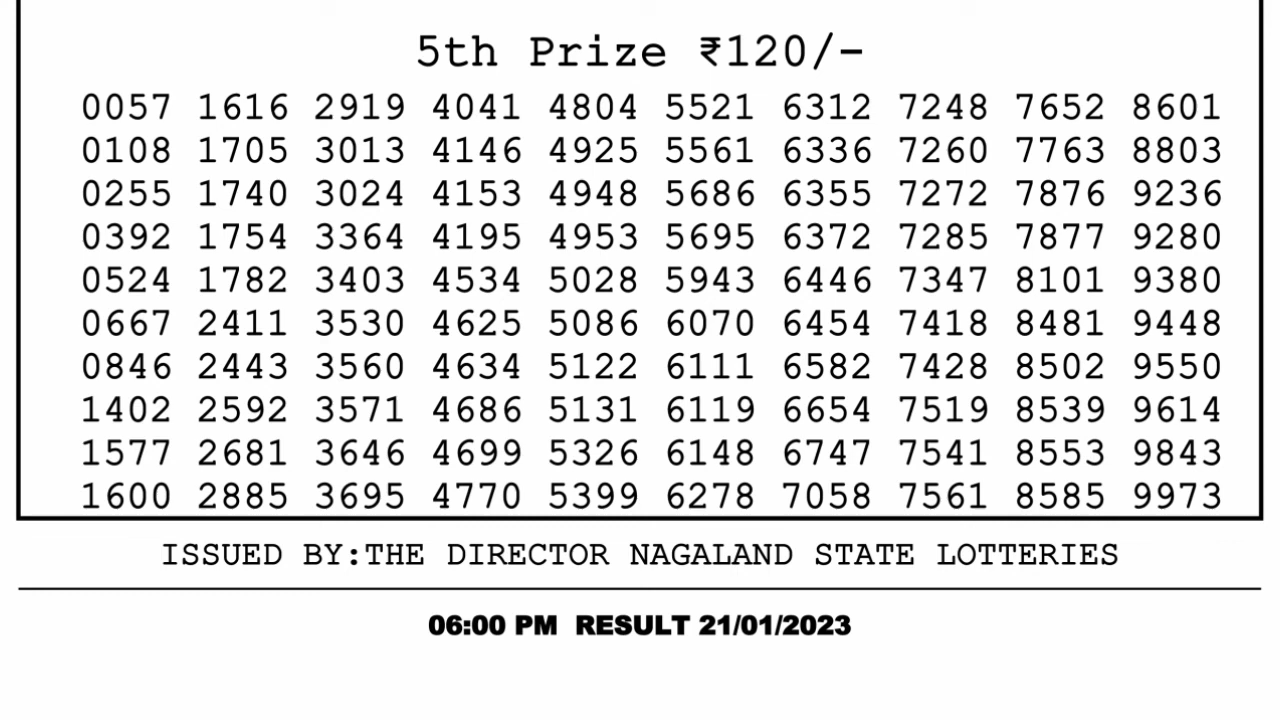 5th Prize ₹120/-
0057 1616 2919 4041 4804 5521 6312 7248 7652 8601
0108 1705 3013 4146 4925 5561 6336 7260 7763 8803
0255 1740 3024 4153 4948 5686 6355 7272 7876 9236
0392 1754 3364 4195 4953 5695 6372 7285 7877 9280
0524 1782 3403 4534 5028 5943 6446 7347 8101 9380
0667 2411 3530 4625 5086 6070 6454 7418 8481 9448
0846 2443 3560 4634 5122 6111 6582 7428 8502 9550
1402 2592 3571 4686 5131 6119 6654 7519 8539 9614
1577 2681 3646 4699 5326 6148 6747 7541 8553 9843
1600 2885 3695 4770 5399 6278 7058 7561 8585 9973
ISSUED BY:THE DIRECTOR NAGALAND STATE LOTTERIES
06:00 PM RESULT 21/01/2023